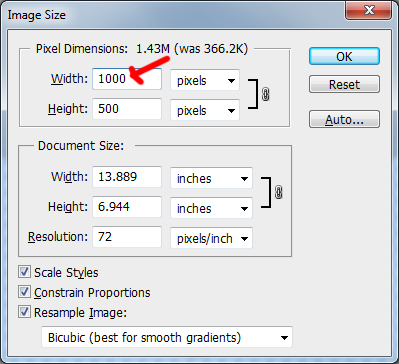 Image Size
Pixel Dimensions: 1.43M (was 366.2K)
OK
Width: 1000 pixels
Reset
Height: 500 pixels
Auto...
Document Size:
Width: 13.889 inches
Height: 6.944 inches
Resolution: 72 pixels/inch
Scale Styles
Constrain Proportions
Resample Image:
Bicubic (best for smooth gradients)